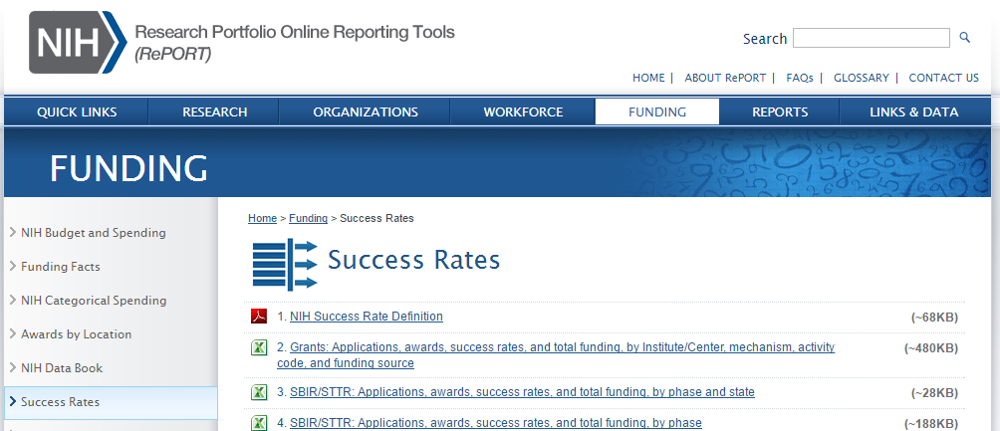 NIH Research Portfolio Online Reporting Tools
(RePORT)
Search
HOME | ABOUT RePORT | FAQs | GLOSSARY | CONTACT US
QUICK LINKS RESEARCH ORGANIZATIONS WORKFORCE FUNDING REPORTS LINKS & DATA
FUNDING
NIH Budget and Spending
Funding Facts
NIH Categorical Spending
Awards by Location
NIH Data Book
Success Rates
Home > Funding > Success Rates
Success Rates
1. NIH Success Rate Definition (~68KB)
2. Grants: Applications, awards, success rates, and total funding, by Institute/Center, mechanism, activity (~480KB)
code, and funding source
3. SBIR/STTR: Applications, awards, success rates, and total funding, by phase and state (~28KB)
4. SBIR/STTR: Applications, awards, success rates, and total funding, by phase (~188KB)